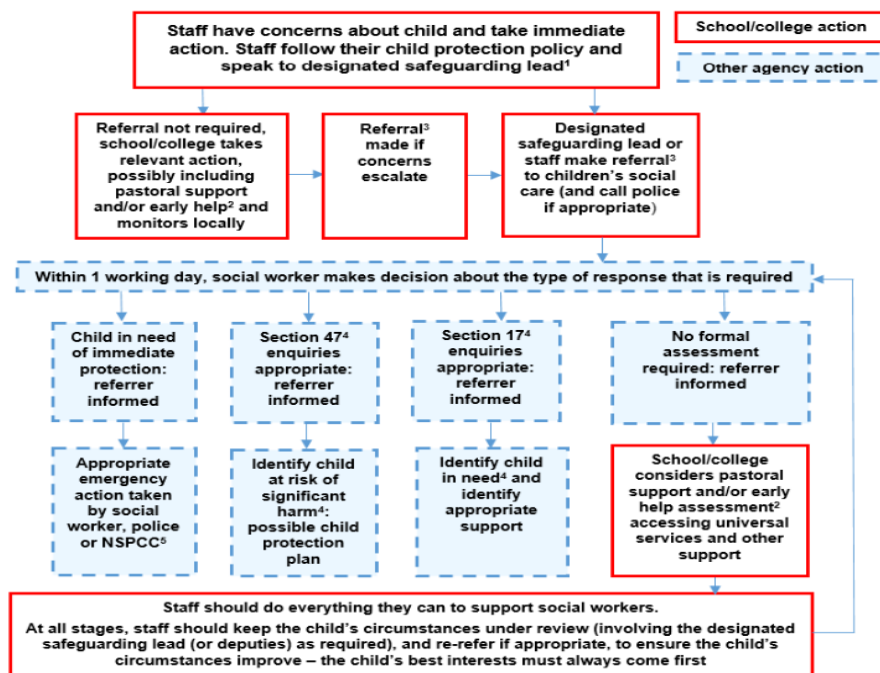 Staff have concerns about child and take immediate
action. Staff follow their child protection policy and
speak to designated safeguarding lead¹
School/college action
Other agency action
Referral not required,
school/college takes
relevant action,
possibly including
pastoral support
and/or early help² and
monitors locally
Referral³
made if
concerns
escalate
Designated
safeguarding lead or
staff make referral³
to children's social
care (and call police
if appropriate)
Within 1 working day, social worker makes decision about the type of response that is required
Child in need
of immediate
protection:
referrer
informed
Section 47⁴
enquiries
appropriate:
referrer
informed
Section 17⁴
enquiries
appropriate:
referrer
informed
No formal
assessment
required: referrer
informed
Appropriate
emergency
action taken
by social
worker, police
or NSPCC⁵
Identify child
at risk of
significant
harm⁴:
possible child
protection
plan
Identify child
in need⁴ and
identify
appropriate
support
School/college
considers pastoral
support and/or early
help assessment²
accessing universal
services and other
support
Staff should do everything they can to support social workers.
At all stages, staff should keep the child's circumstances under review (involving the designated
safeguarding lead (or deputies) as required), and re-refer if appropriate, to ensure the child's
circumstances improve – the child's best interests must always come first